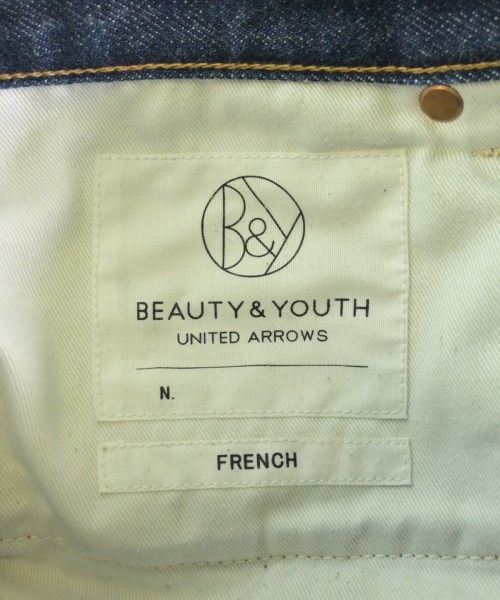 B&Y
BEAUTY & YOUTH
UNITED ARROWS
N.
FRENCH